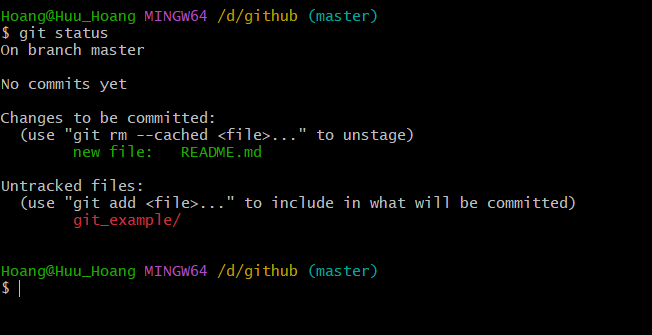 Hoang@Huu_Hoang MINGW64 /d/github (master)
$ git status
On branch master
No commits yet
Changes to be committed:
  (use "git rm --cached <file>..." to unstage)
        new file:   README.md
Untracked files:
  (use "git add <file>..." to include in what will be committed)
        git_example/
Hoang@Huu_Hoang MINGW64 /d/github (master)
$